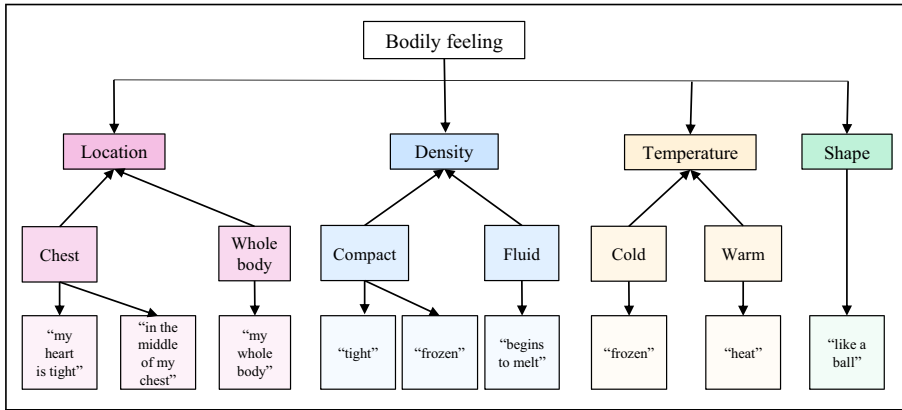 Bodily feeling
Location
Density
Temperature
Shape
Chest
Whole
body
Compact
Fluid
Cold
Warm
“my
heart
is tight”
“in the
middle
of my
chest”
“my
whole
body”
“tight”
“frozen”
“begins
to melt”
“frozen”
“heat”
“like a
ball”